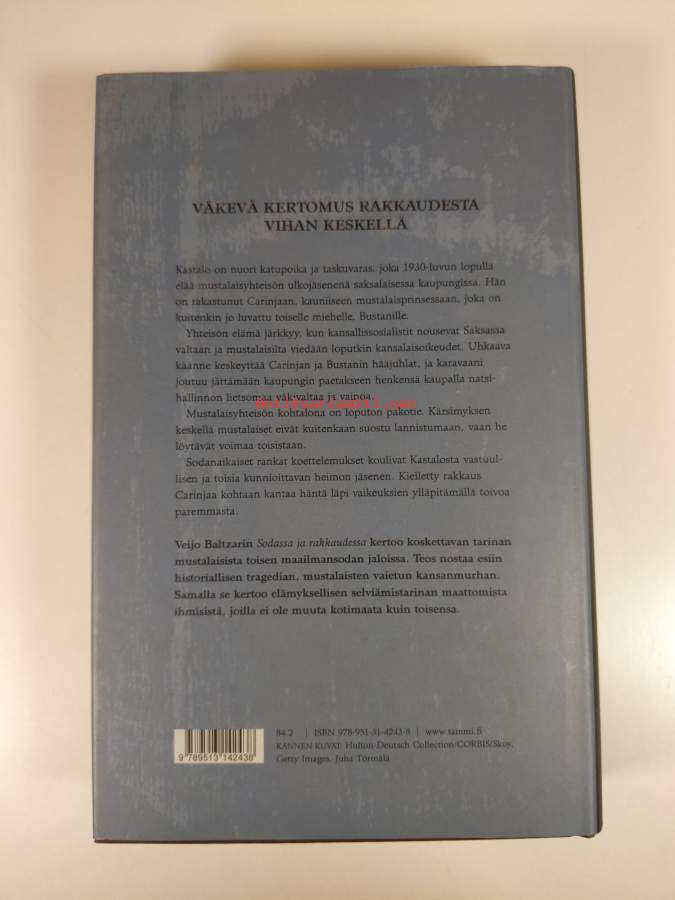 VÄKEVÄ KERTOMUS RAKKAUDESTA
VIHAN KESKELLÄ
Kastalo on nuori katupoika ja taskuvaras, joka 1930-luvun lopulla
elää mustalaisyhteisön ulkojäsenenä saksalaisessa kaupungissa. Hän
on rakastunut Carinjaan, kauniiseen mustalaisprinsessaan, joka on
kuitenkin jo luvattu toiselle miehelle, Bustanille.
Yhteisön elämä järkkyy, kun kansallissosialistit nousevat Saksassa
valtaan ja mustalaisilta viedään loputkin kansalaisoikeudet. Uhkaava
käänne keskeyttää Carinjan ja Bustanin hääjuhlat, ja karavaani
joutuu jättämään kaupungin paetakseen henkensä kaupalla natsi-
hallinnon lietsomaa väkivaltaa ja vainoa.
Mustalaisyhteisön kohtalona on loputon pakotie. Kärsimyksen
keskellä mustalaiset eivät kuitenkaan suostu lannistumaan, vaan he
löytävät voimaa toisistaan.
Sodanaikaiset rankat koettelemukset koulivat Kastalosta vastuul-
lisen ja toisia kunnioittavan heimon jäsenen. Kielletty rakkaus
Carinjaa kohtaan kantaa häntä läpi vaikeuksien ylläpitämällä toivoa
paremmasta.
Veijo Baltzarin Sodassa ja rakkaudessa kertoo koskettavan tarinan
mustalaisista toisen maailmansodan jaloissa. Teos nostaa esiin
historiallisen tragedian, mustalaisten vaietun kansanmurhan.
Samalla se kertoo elämyksellisen selviämistarinan maattomista
ihmisistä, joilla ei ole muuta kotimaata kuin toisensa.
84.2 | ISBN 978-951-31-4243-8 | www.tammi.fi
KANNEN KUVAT: Hulton-Deutsch Collection/CORBIS/Skoy,
Getty Images, Juha Törmälä
9 789513 142438